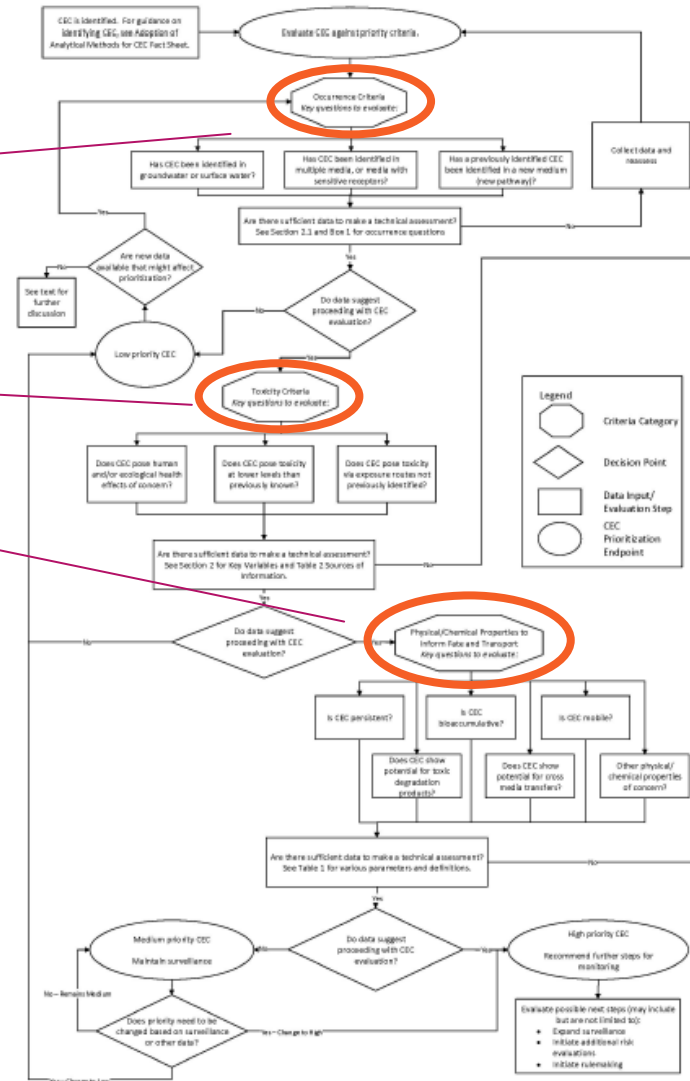 CEC is identified. For guidance on
identifying CEC, see Adoption of
Analytical Methods for CEC Fact Sheet.
Evaluate CEC against priority criteria.
Occurrence Criteria
Key questions to evaluate:
Has CEC been identified in
groundwater or surface water?
Has CEC been identified in
multiple media, or media with
sensitive receptors?
Has a previously identified CEC
been identified in a new medium
(new pathway)?
Collect data and
reassess
Are there sufficient data to make a technical assessment?
See Section 2.1 and Box 1 for occurrence questions
No
Yes
Yes
Are new data
available that might affect
prioritization?
No
See text for
further
discussion
Do data suggest
proceeding with CEC
evaluation?
No
Low priority CEC
Yes
Toxicity Criteria
Key questions to evaluate:
Does CEC pose human
and/or ecological health
effects of concern?
Does CEC pose toxicity
at lower levels than
previously known?
Does CEC pose toxicity
via exposure routes not
previously identified?
Legend
Criteria Category
Decision Point
Data Input/
Evaluation Step
CEC
Prioritization
Endpoint
Are there sufficient data to make a technical assessment?
See Section 2 for Key Variables and Table 2 Sources of
Information.
No
Yes
Do data suggest
proceeding with CEC
evaluation?
No
Yes
Physical/Chemical Properties to
Inform Fate and Transport
Key questions to evaluate:
Is CEC persistent?
Is CEC
bioaccumulative?
Is CEC mobile?
Does CEC show
potential for toxic
degradation
products?
Does CEC show
potential for cross
media transfers?
Other physical/
chemical properties
of concern?
Are there sufficient data to make a technical assessment?
See Table 1 for various parameters and definitions.
No
Yes
Medium priority CEC
Maintain surveillance
No
Do data suggest
proceeding with CEC
evaluation?
Yes
High priority CEC
Recommend further steps for
monitoring
No – Remains Medium
Does priority need to be
changed based on surveillance
or other data?
Yes – Change to High
Evaluate possible next steps (may include
but are not limited to):
• Expand surveillance
• Initiate additional risk
evaluations
• Initiate rulemaking